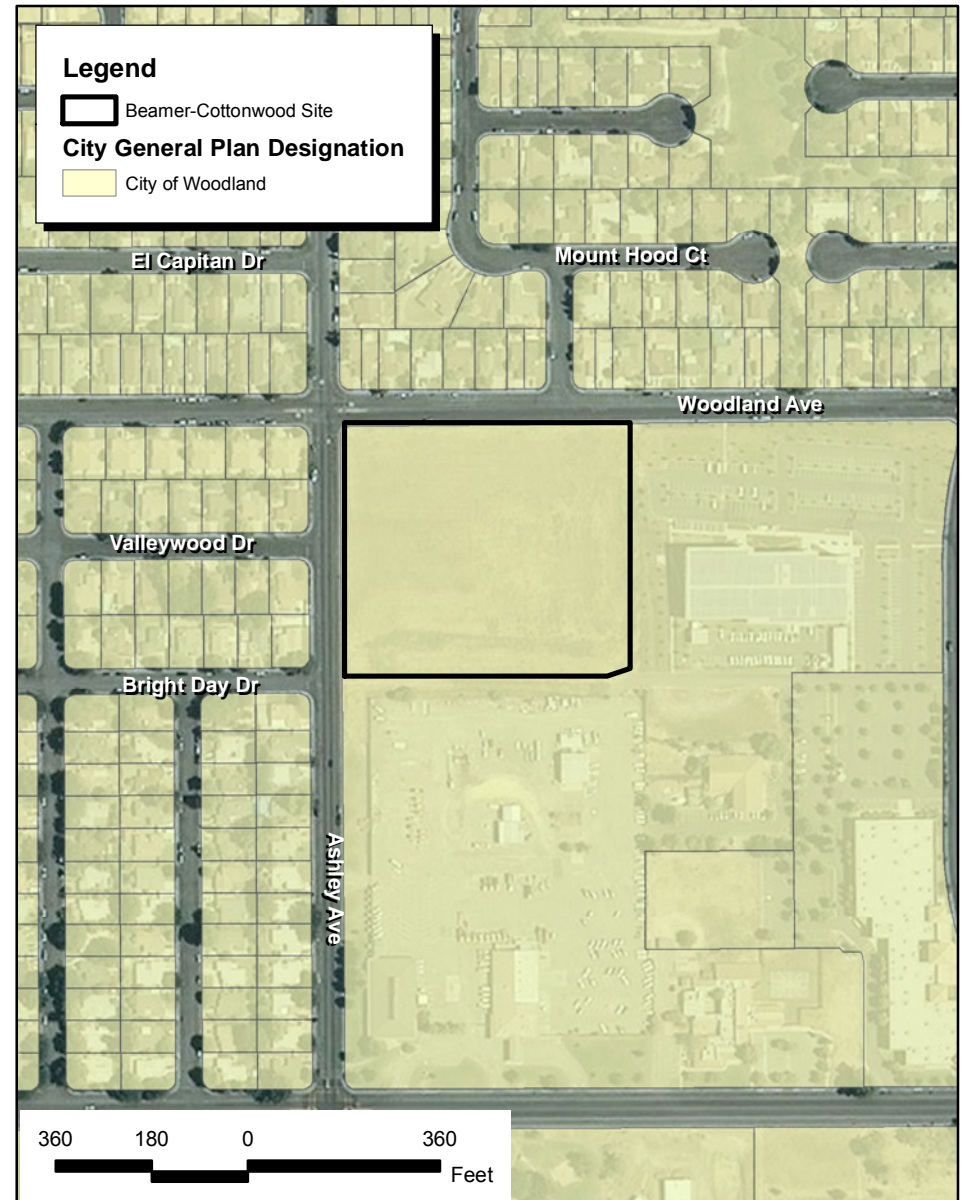 Legend
Beamer-Cottonwood Site
City General Plan Designation
City of Woodland
El Capitan Dr
Mount Hood Ct
Woodland Ave
Valleywood Dr
Bright Day Dr
Ashley Ave
360 180 0 360
Feet